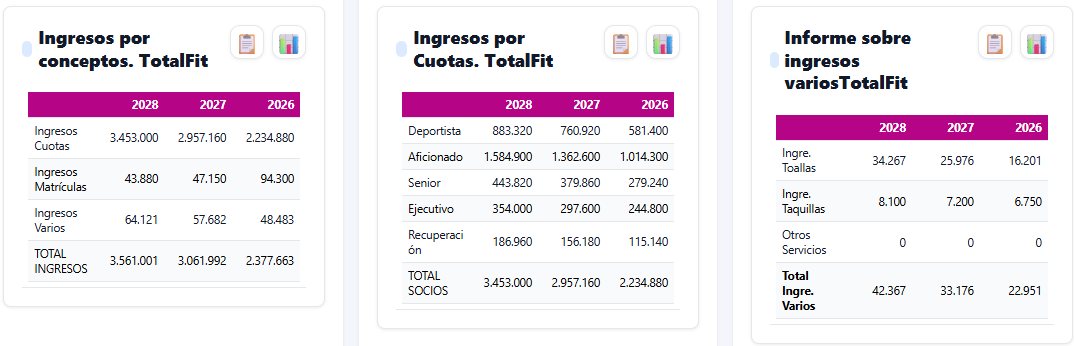 Ingresos por
conceptos. TotalFit
2028 2027 2026
Ingresos
Cuotas 3.453.000 2.957.160 2.234.880
Ingresos
Matrículas 43.880 47.150 94.300
Ingresos
Varios 64.121 57.682 48.483
TOTAL
INGRESOS 3.561.001 3.061.992 2.377.663
Ingresos por
Cuotas. TotalFit
2028 2027 2026
Deportista 883.320 760.920 581.400
Aficionado 1.584.900 1.362.600 1.014.300
Senior 443.820 379.860 279.240
Ejecutivo 354.000 297.600 244.800
Recuperaci
ón 186.960 156.180 115.140
TOTAL
SOCIOS 3.453.000 2.957.160 2.234.880
Informe sobre
ingresos
variosTotalFit
2028 2027 2026
Ingre.
Toallas 34.267 25.976 16.201
Ingre.
Taquillas 8.100 7.200 6.750
Otros
Servicios 0 0 0
Total
Ingre.
Varios 42.367 33.176 22.951